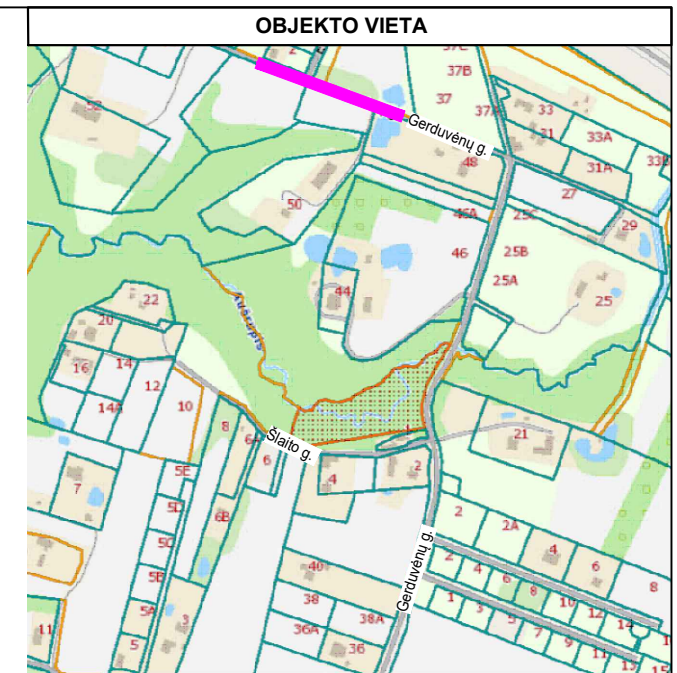 OBJEKTO VIETA
2
37C
37B
37
37A
33
31
33A
31A
33B
52
Gerduvėnų g.
48
27
50
46A
25C
29
46
25B
25A
44
25
22
20
16
14
12
14A
10
8
6
Šlaito g.
4
2
21
7
5E
5D
5C
5B
5A
5
6B
3
11
2
2A
4
6
8
Gerduvėnų g.
2
4
6
8
10
12
14
1
3
5
7
9
11
13
15
40
38
38A
36A
36